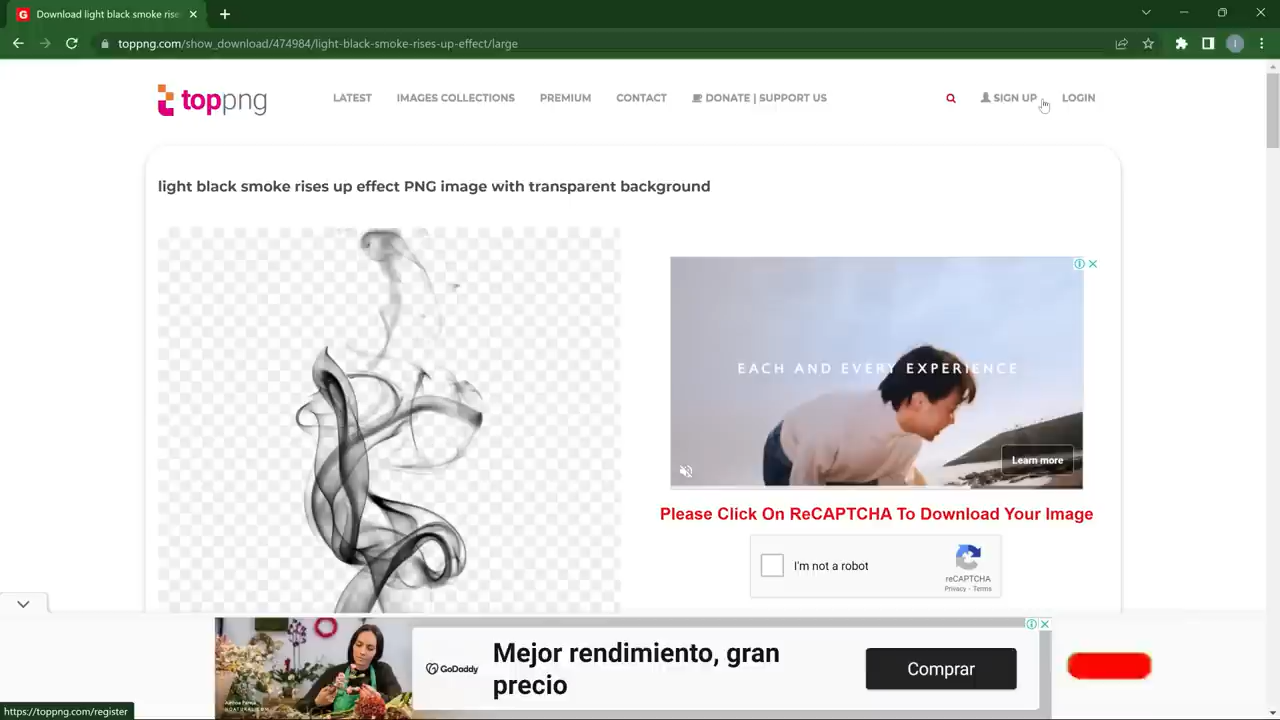 Download light black smoke rise
toppng.com/show_download/474984/light-black-smoke-rises-up-effect/large
toppng
LATEST
IMAGES COLLECTIONS
PREMIUM
CONTACT
DONATE | SUPPORT US
SIGN UP
LOGIN
light black smoke rises up effect PNG image with transparent background
EACH AND EVERY EXPERIENCE
Learn more
Please Click On ReCAPTCHA To Download Your Image
I'm not a robot
reCAPTCHA
Privacy - Terms
GoDaddy
Mejor rendimiento, gran
precio
Comprar
https://toppng.com/register